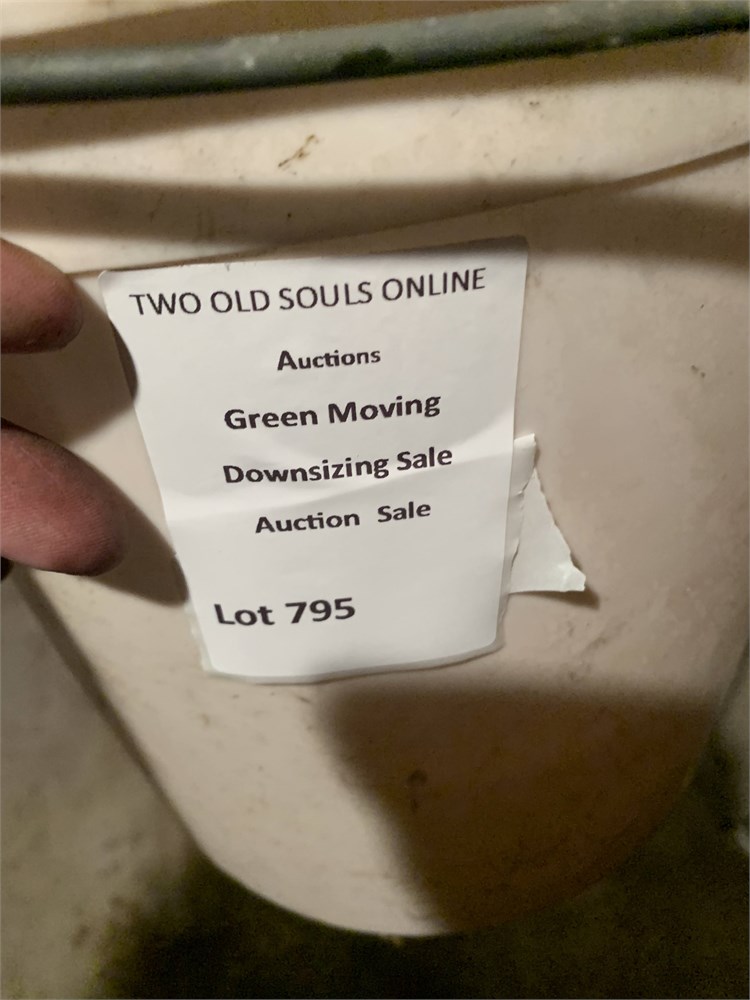 TWO OLD SOULS ONLINE
Auctions
Green Moving
Downsizing Sale
Auction Sale
Lot 795